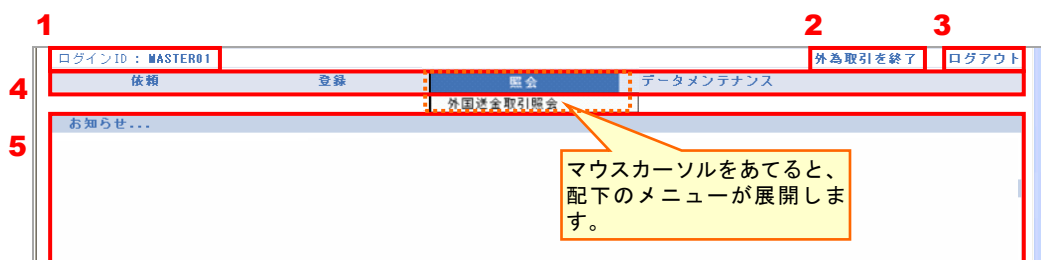 1 2 3
ログインID : MASTER01 外為取引を終了 ログアウト
4 依頼 登録 照会 データメンテナンス
外国送金取引照会
お知らせ...
5
マウスカーソルをあてると、
配下のメニューが展開しま
す。